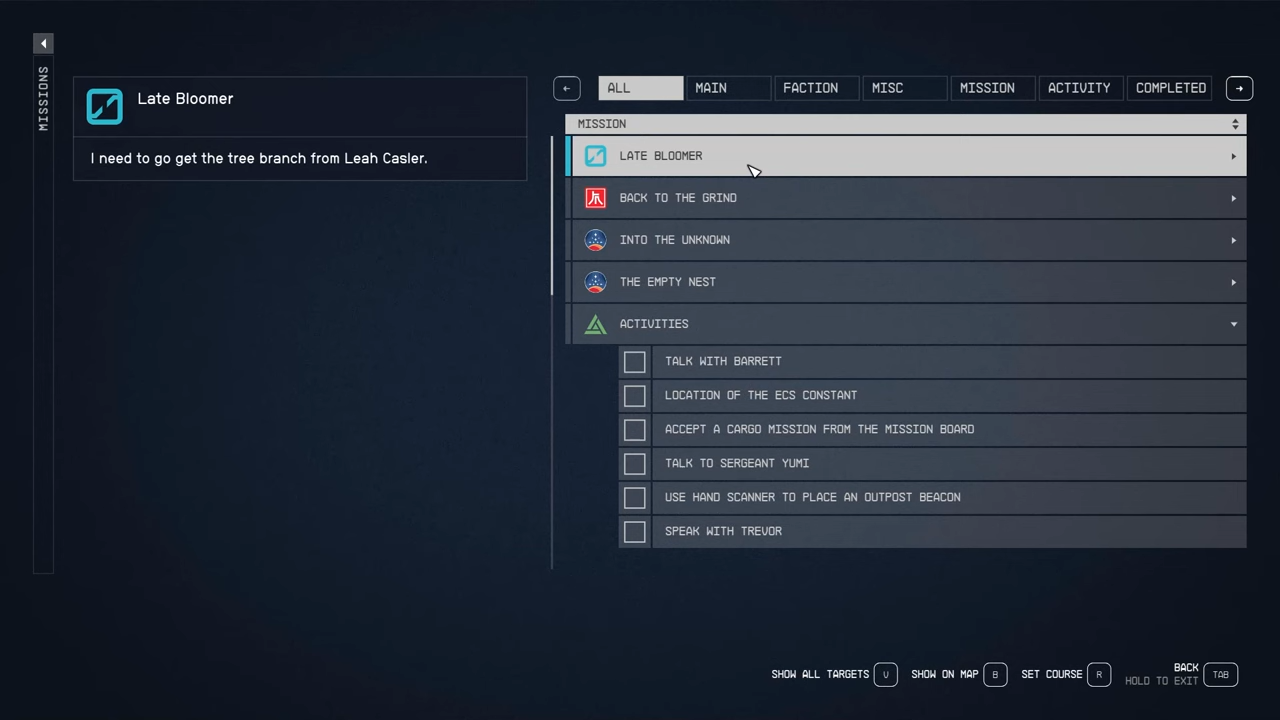 MISSIONS
Late Bloomer
I need to go get the tree branch from Leah Casler.
ALL
MAIN
FACTION
MISC
MISSION
ACTIVITY
COMPLETED
MISSION
LATE BLOOMER
BACK TO THE GRIND
INTO THE UNKNOWN
THE EMPTY NEST
ACTIVITIES
TALK WITH BARRETT
LOCATION OF THE ECS CONSTANT
ACCEPT A CARGO MISSION FROM THE MISSION BOARD
TALK TO SERGEANT YUMI
USE HAND SCANNER TO PLACE AN OUTPOST BEACON
SPEAK WITH TREVOR
SHOW ALL TARGETS V
SHOW ON MAP B
SET COURSE R
BACK
HOLD TO EXIT TAB